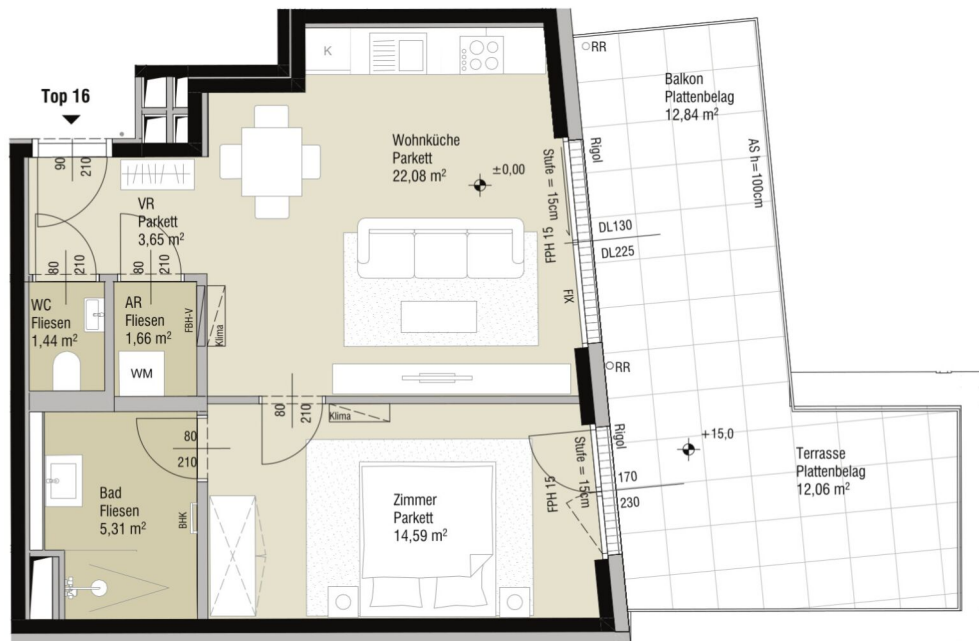 Top 16
90
210
K
RR
Balkon
Plattenbelag
12,84 m²
AS h=100cm
Wohnküche
Parkett
22,08 m²
±0,00
Stufe = 15cm
FPH 15
FIX
Rigol
DL130
DL225
VR
Parkett
3,65 m²
80
210
80
210
WC
Fliesen
1,44 m²
AR
Fliesen
1,66 m²
WM
FBH-V
Klima
RR
80
210
Klima
80
210
Bad
Fliesen
5,31 m²
BHK
Zimmer
Parkett
14,59 m²
Stufe = 15cm
FPH 15
Rigol
170
230
+15,0
Terrasse
Plattenbelag
12,06 m²